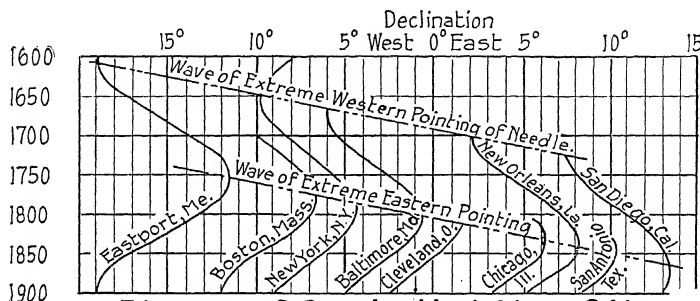 Declination
15° 10° 5° West 0° East 5° 10° 15
1600
1650
1700
1750
1800
1850
1900
Wave of Extreme Western Pointing of Needle.
Wave of Extreme Eastern Pointing
Eastport, Me.
Boston, Mass.
New York, N.Y.
Baltimore, Md
Cleveland, O.
Chicago,
Ill.
New Orleans, La.
San Antonio
Tex.
San Diego, Cal.